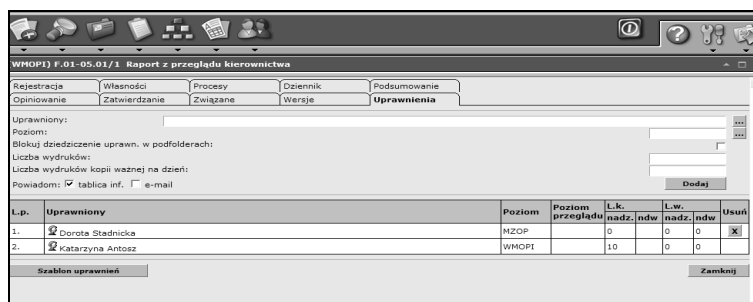 WMOPI) F.01-05.01/1 Raport z przeglądu kierownictwa
Rejestracja Własności Procesy Dziennik Podsumowanie
Opiniowanie Zatwierdzanie Związane Wersje Uprawnienia
Uprawniony: ...
Poziom: ...
Blokuj dziedziczenie uprawn. w podfolderach:
Liczba wydruków:
Liczba wydruków kopii ważnej na dzień:
Powiadom: tablica inf. e-mail Dodaj
L.p. Uprawniony Poziom Poziom przeglądu L.k. L.w. Usuń
nadz. ndw nadz. ndw
1. Dorota Stadnicka MZOP 0 0 0 x
2. Katarzyna Antosz WMOPI 10 0 0
Szablon uprawnień Zamknij